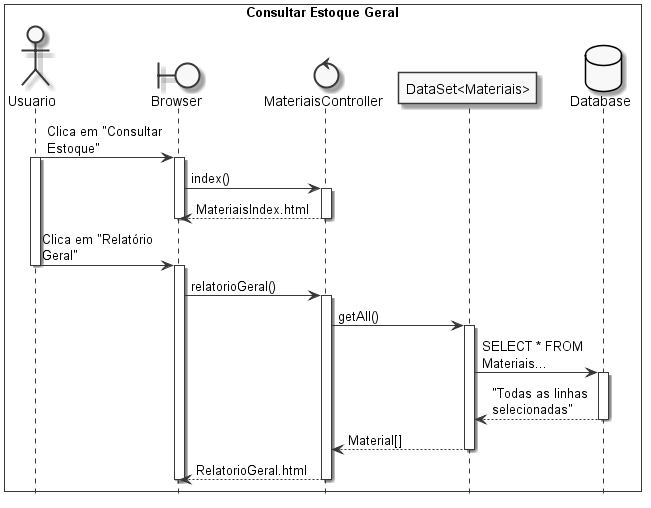 Consultar Estoque Geral
Usuario
Browser
MateriaisController
DataSet<Materiais>
Database
Clica em "Consultar
Estoque"
index()
MateriaisIndex.html
Clica em "Relatório
Geral"
relatorioGeral()
getAll()
SELECT * FROM
Materiais...
"Todas as linhas
selecionadas"
Material[]
RelatorioGeral.html